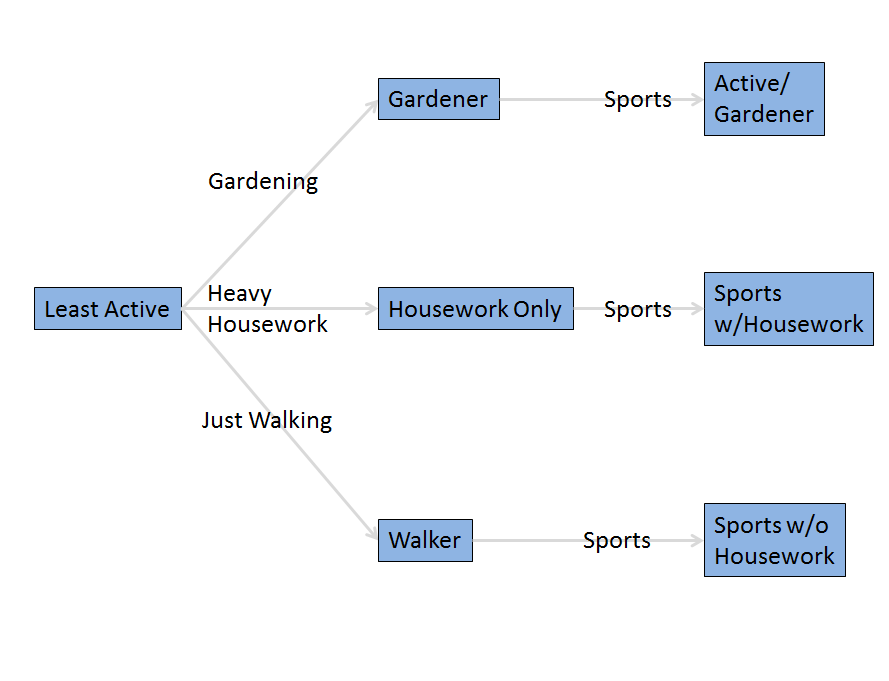 Gardener
Sports
Active/
Gardener
Gardening
Least Active
Heavy
Housework
Housework Only
Sports
Sports
w/Housework
Just Walking
Walker
Sports
Sports w/o
Housework